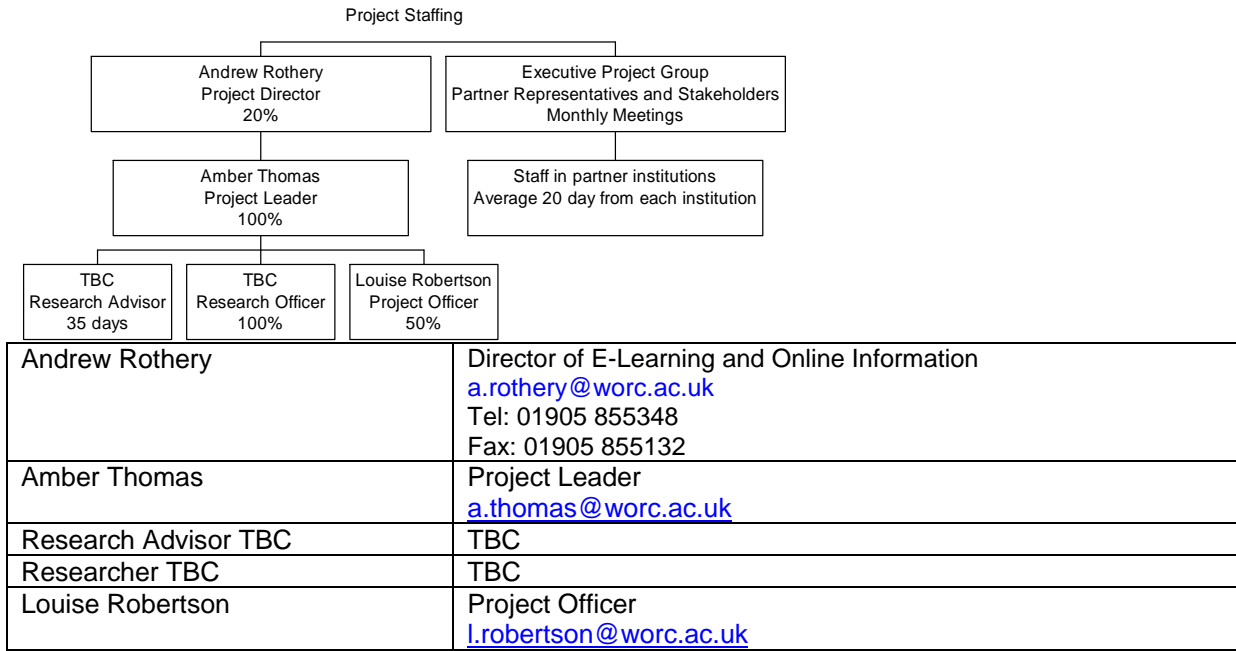 Project Staffing
Andrew Rothery
Project Director
20%
Executive Project Group
Partner Representatives and Stakeholders
Monthly Meetings
Amber Thomas
Project Leader
100%
Staff in partner institutions
Average 20 day from each institution
TBC
Research Advisor
35 days
TBC
Research Officer
100%
Louise Robertson
Project Officer
50%
Andrew Rothery
Director of E-Learning and Online Information
a.rothery@worc.ac.uk
Tel: 01905 855348
Fax: 01905 855132
Amber Thomas
Project Leader
a.thomas@worc.ac.uk
Research Advisor TBC
TBC
Researcher TBC
TBC
Louise Robertson
Project Officer
l.robertson@worc.ac.uk